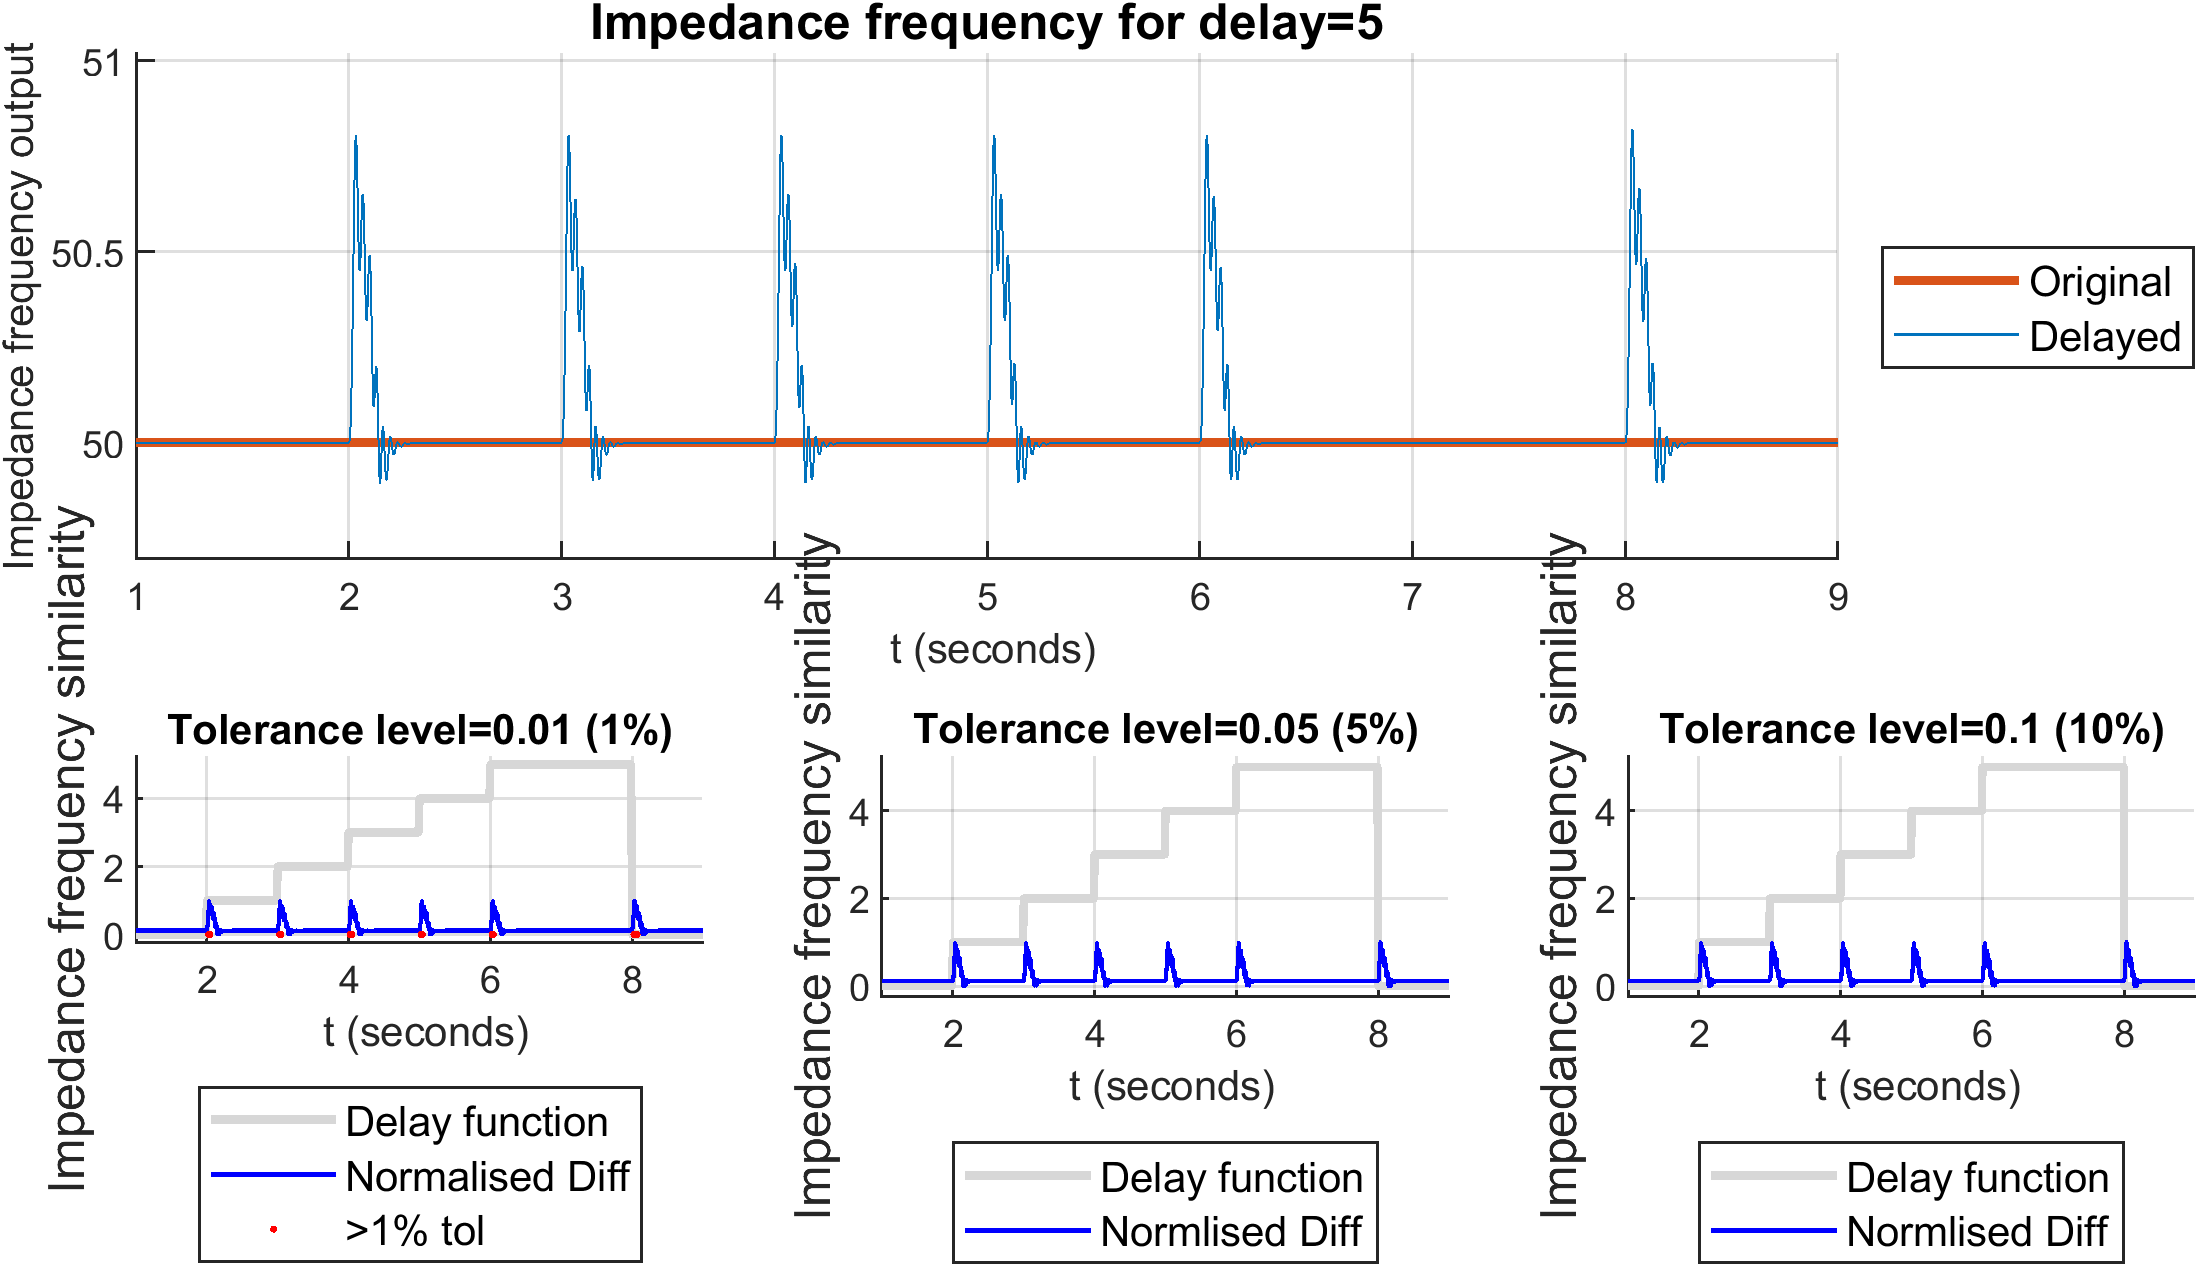 Impedance frequency for delay=5
Impedance frequency output
51
50.5
50
1 2 3 4 5 6 7 8 9
t (seconds)
Original
Delayed
Tolerance level=0.01 (1%)
Impedance frequency similarity
4
2
0
2 4 6 8
t (seconds)
Delay function
Normalised Diff
>1% tol
Tolerance level=0.05 (5%)
Impedance frequency similarity
4
2
0
2 4 6 8
t (seconds)
Delay function
Normlised Diff
Tolerance level=0.1 (10%)
Impedance frequency similarity
4
2
0
2 4 6 8
t (seconds)
Delay function
Normlised Diff